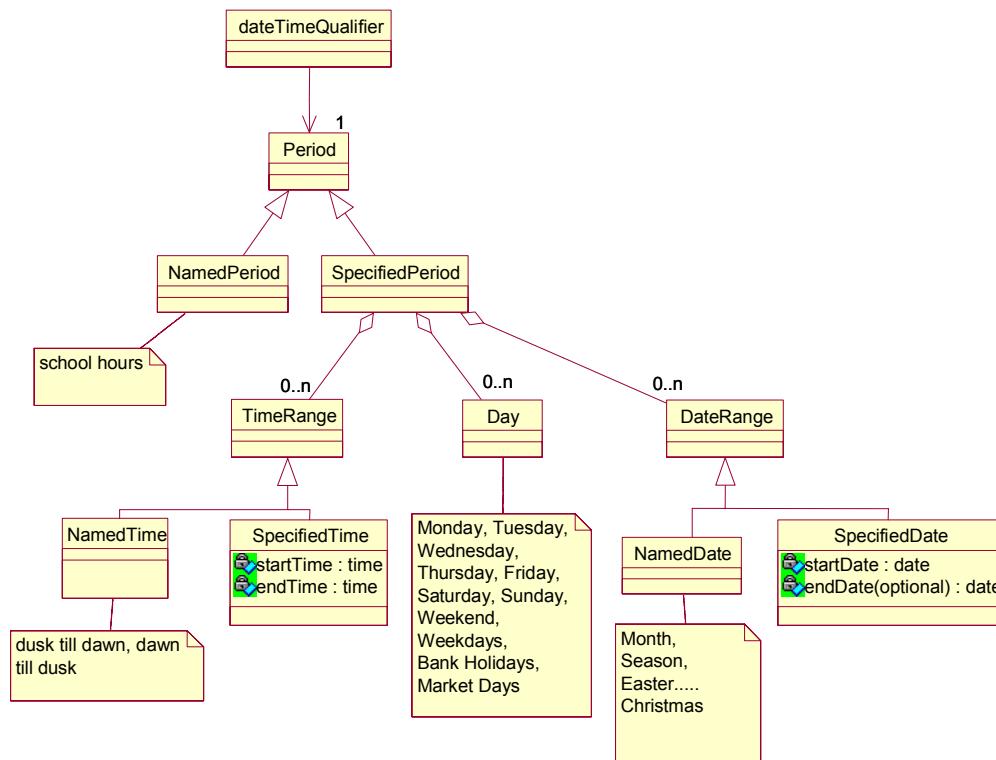 dateTimeQualifier
1
Period
NamedPeriod
SpecifiedPeriod
school hours
0..n
0..n
0..n
TimeRange
Day
DateRange
NamedTime
SpecifiedTime
startTime : time
endTime : time
Monday, Tuesday,
Wednesday,
Thursday, Friday,
Saturday, Sunday,
Weekend,
Weekdays,
Bank Holidays,
Market Days
NamedDate
SpecifiedDate
startDate : date
endDate(optional) : date
dusk till dawn, dawn
till dusk
Month,
Season,
Easter.....
Christmas